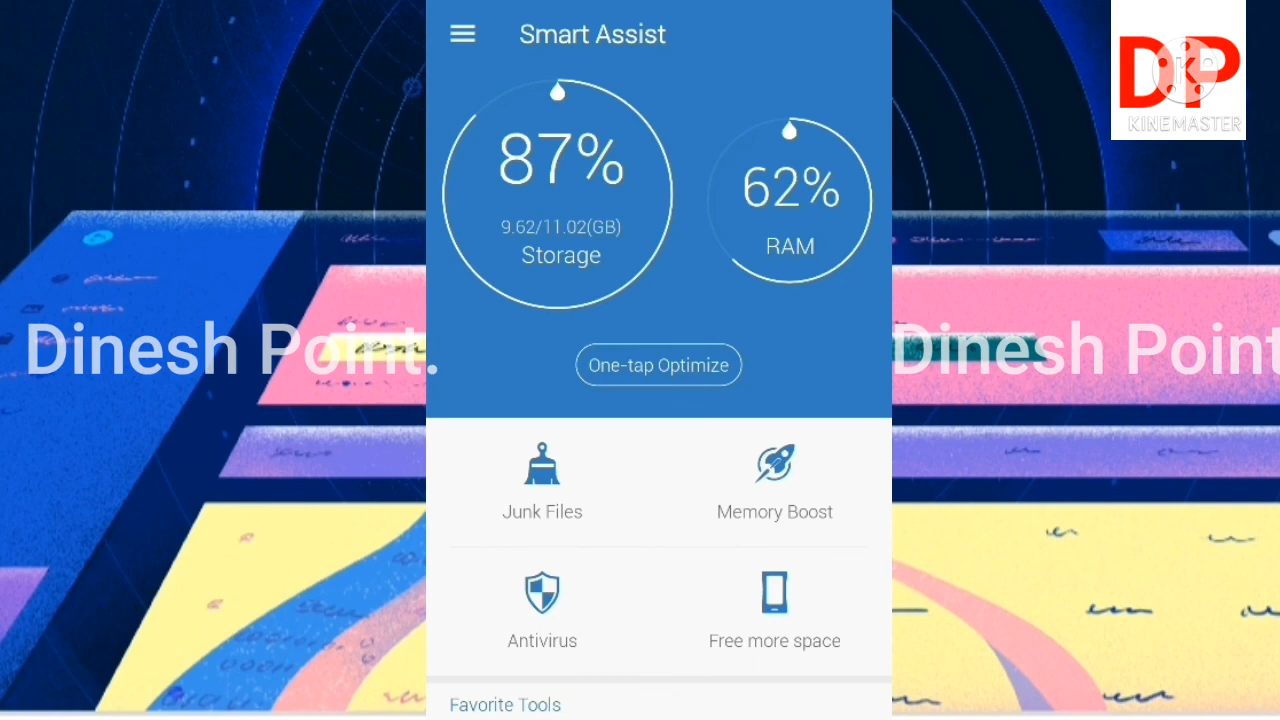 Smart Assist
DP
K
KINEMASTER
87%
62%
9.62/11.02(GB)
Storage
RAM
Dinesh Point.
Dinesh Point
One-tap Optimize
Junk Files
Memory Boost
Antivirus
Free more space
Favorite Tools